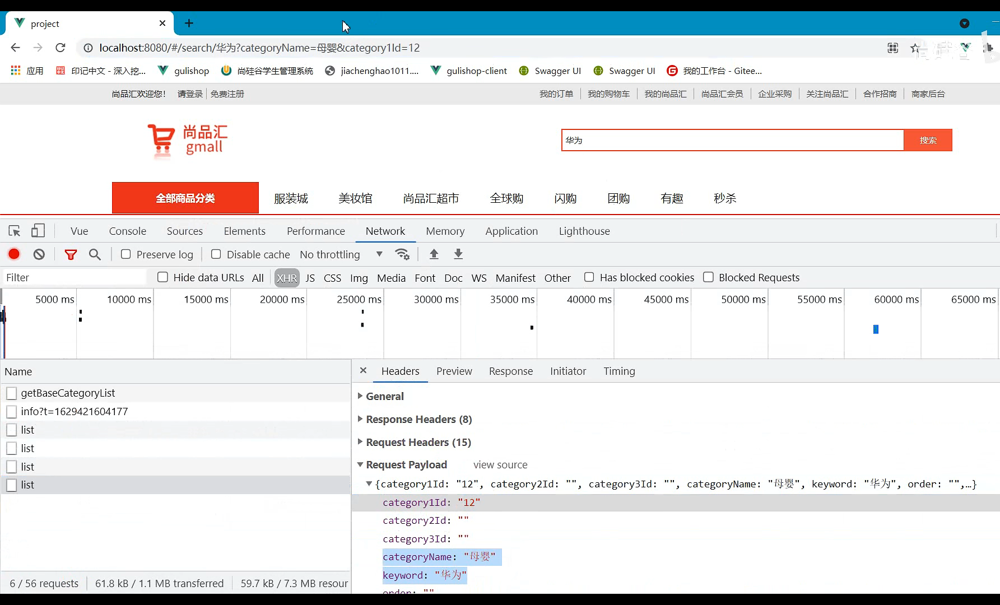 project
localhost:8080/#/search/华为?categoryName=母婴&category1Id=12
应用 印记中文 - 深入挖... gulishop 尚硅谷学生管理系统 jiachenghao1011.... gulishop-client Swagger UI Swagger UI 我的工作台 - Gitee...
尚品汇欢迎您! 请登录 免费注册 我的订单 我的购物车 我的尚品汇 尚品汇会员 企业采购 关注尚品汇 合作招商 商家后台
尚品汇
gmall
华为 搜索
全部商品分类 服装城 美妆馆 尚品汇超市 全球购 闪购 团购 有趣 秒杀
Vue Console Sources Elements Performance Network Memory Application Lighthouse
Preserve log Disable cache No throttling
Filter Hide data URLs All XHR JS CSS Img Media Font Doc WS Manifest Other Has blocked cookies Blocked Requests
5000 ms 10000 ms 15000 ms 20000 ms 25000 ms 30000 ms 35000 ms 40000 ms 45000 ms 50000 ms 55000 ms 60000 ms 65000 ms
Name
getBaseCategoryList
info?t=1629421604177
list
list
list
list
6 / 56 requests 61.8 kB / 1.1 MB transferred 59.7 kB / 7.3 MB resour
Headers Preview Response Initiator Timing
General
Response Headers (8)
Request Headers (15)
Request Payload view source
{category1Id: "12", category2Id: "", category3Id: "", categoryName: "母婴", keyword: "华为", order: "",…}
category1Id: "12"
category2Id: ""
category3Id: ""
categoryName: "母婴"
keyword: "华为"
order: ""